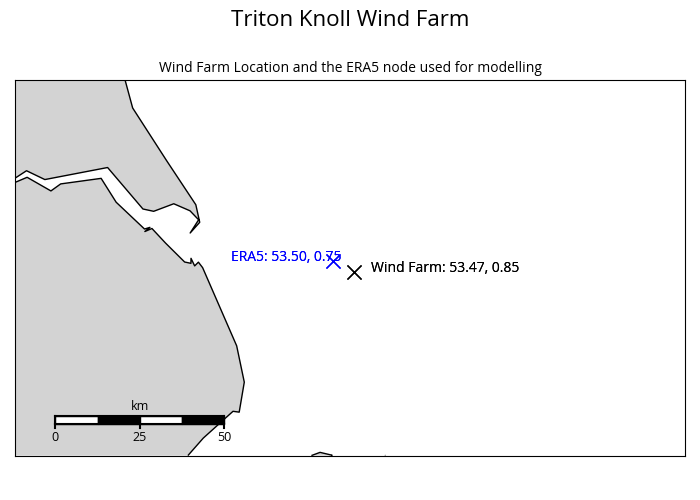 Triton Knoll Wind Farm
Wind Farm Location and the ERA5 node used for modelling
ERA5: 53.50, 0.75
Wind Farm: 53.47, 0.85
km
0 25 50